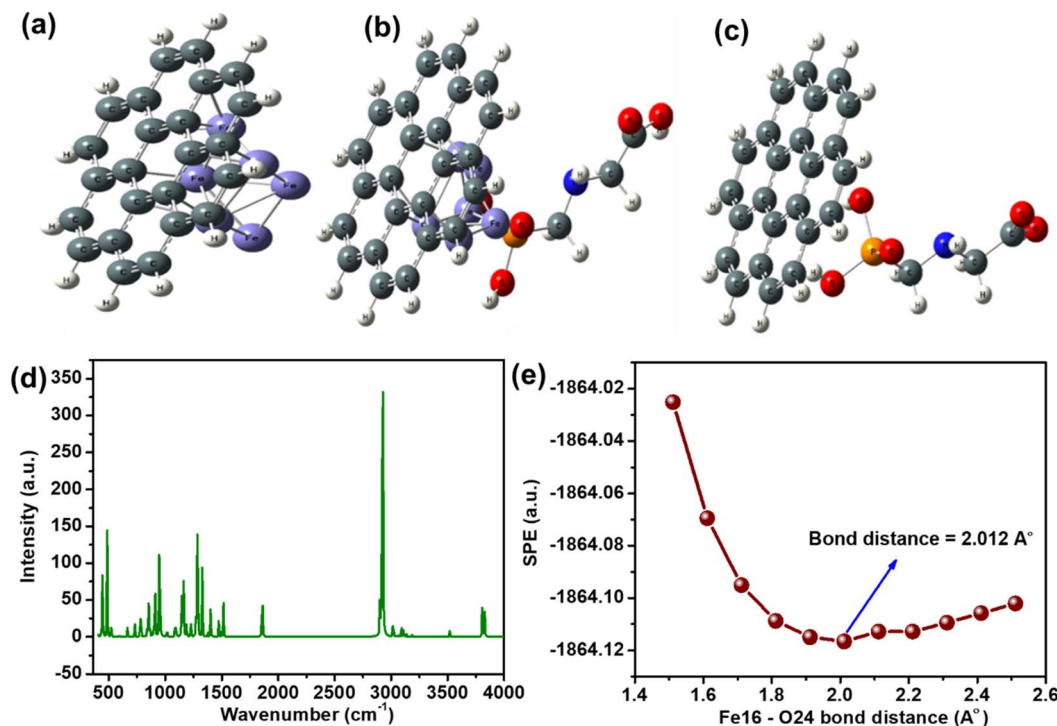 (a)
(b)
(c)
(d)
350
300
250
200
150
100
50
0
-50
Intensity (a.u.)
500 1000 1500 2000 2500 3000 3500 4000
Wavenumber (cm-1)
(e)
-1864.02
-1864.04
-1864.06
-1864.08
-1864.10
-1864.12
SPE (a.u.)
Bond distance = 2.012 A°
1.4 1.6 1.8 2.0 2.2 2.4 2.6
Fe16 - O24 bond distance (A°)